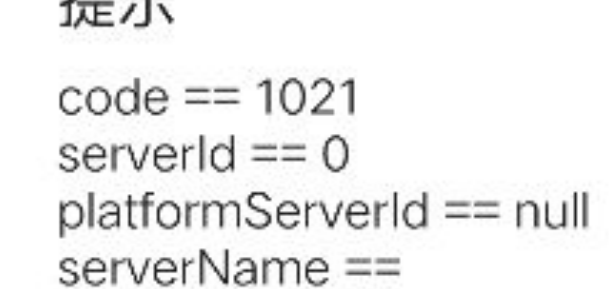 提示
code == 1021
serverId == 0
platformServerId == null
serverName ==